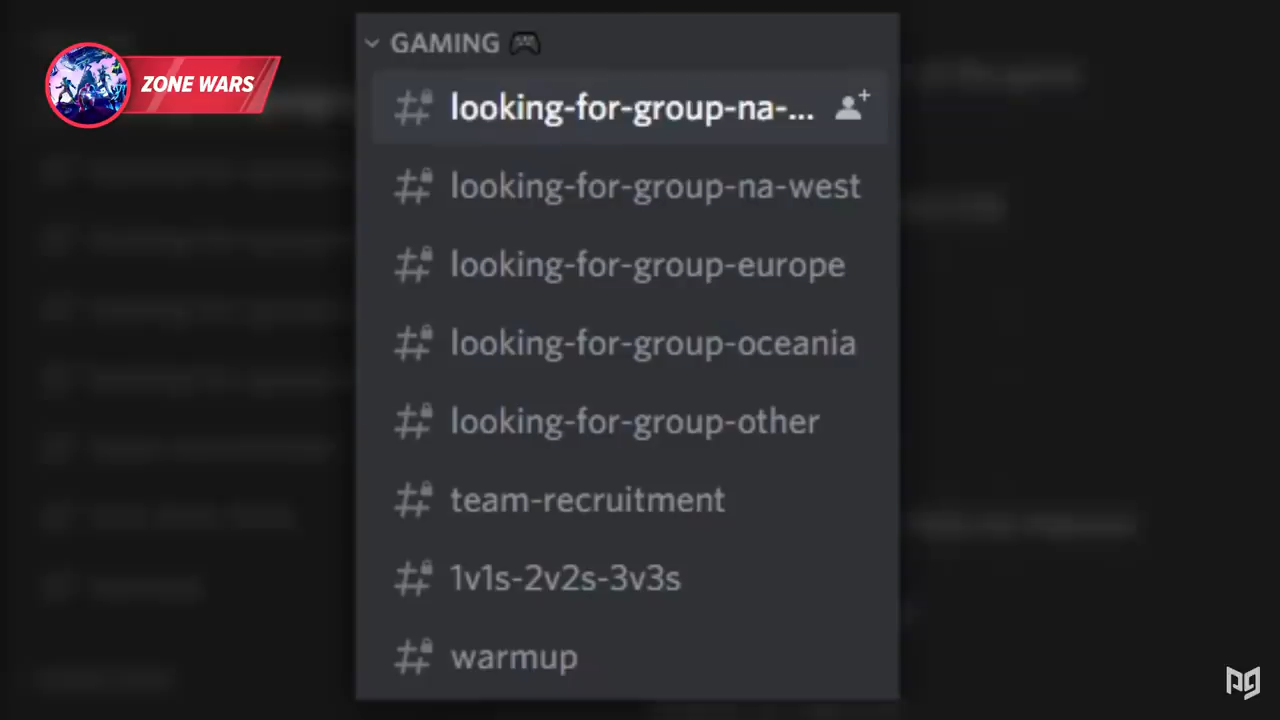 ZONE WARS
GAMING 🎮
looking-for-group-na-...
looking-for-group-na-west
looking-for-group-europe
looking-for-group-oceania
looking-for-group-other
team-recruitment
1v1s-2v2s-3v3s
warmup
PG